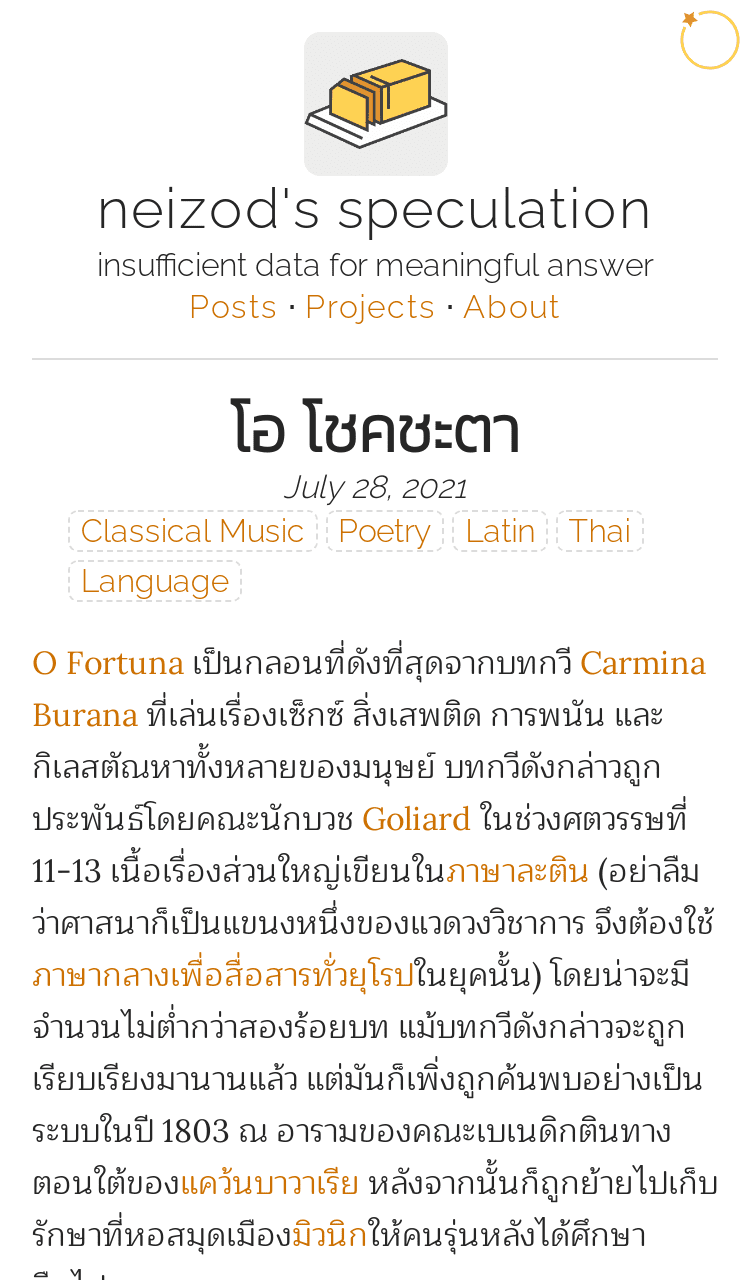 neizod's speculation
insufficient data for meaningful answer
Posts · Projects · About
โอ โชคชะตา
July 28, 2021
Classical Music Poetry Latin Thai
Language
O Fortuna เป็นกลอนที่ดังที่สุดจากบทกวี Carmina
Burana ที่เล่นเรื่องเซ็กซ์ สิ่งเสพติด การพนัน และ
กิเลสตัณหาทั้งหลายของมนุษย์ บทกวีดังกล่าวถูก
ประพันธ์โดยคณะนักบวช Goliard ในช่วงศตวรรษที่
11-13 เนื้อเรื่องส่วนใหญ่เขียนในภาษาละติน (อย่าลืม
ว่าศาสนาก็เป็นแขนงหนึ่งของแวดวงวิชาการ จึงต้องใช้
ภาษากลางเพื่อสื่อสารทั่วยุโรปในยุคนั้น) โดยน่าจะมี
จำนวนไม่ต่ำกว่าสองร้อยบท แม้บทกวีดังกล่าวจะถูก
เรียบเรียงมานานแล้ว แต่มันก็เพิ่งถูกค้นพบอย่างเป็น
ระบบในปี 1803 ณ อารามของคณะเบเนดิกตินทาง
ตอนใต้ของแคว้นบาวาเรีย หลังจากนั้นก็ถูกย้ายไปเก็บ
รักษาที่หอสมุดเมืองมิวนิกให้คนรุ่นหลังได้ศึกษา